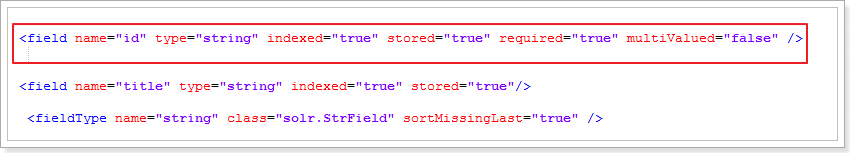 <field name="id" type="string" indexed="true" stored="true" required="true" multiValued="false" />
<field name="title" type="string" indexed="true" stored="true"/>
<fieldType name="string" class="solr.StrField" sortMissingLast="true" />